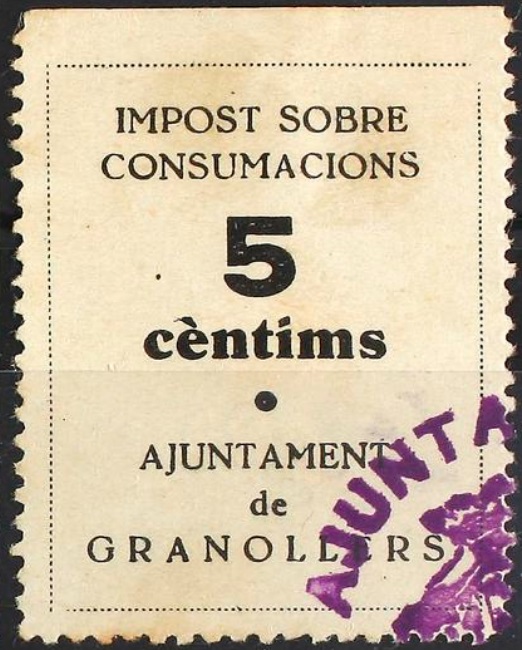 IMPOST SOBRE
CONSUMACIONS
5
cèntims
AJUNTAMENT
de
GRANOLLERS
AJUNTA